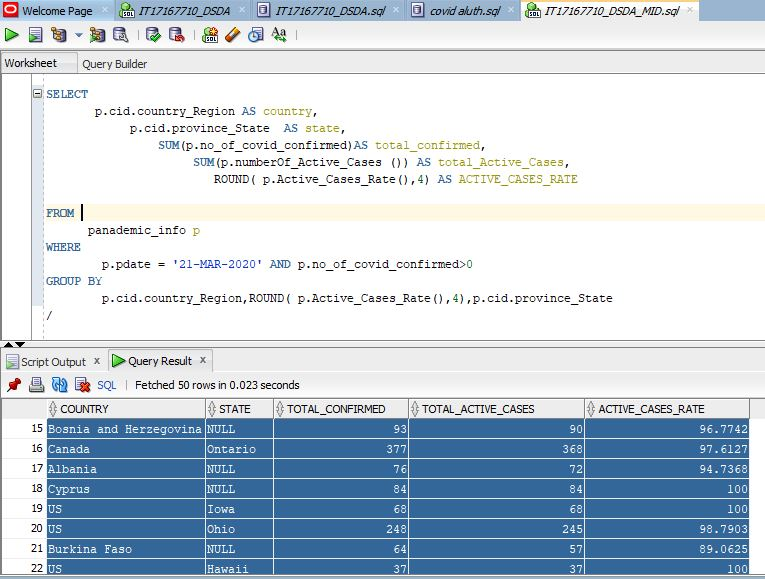 Welcome Page × IT17167710_DSDA × IT17167710_DSDA.sql × covid aluth.sql × IT17167710_DSDA_MID.sql ×
Worksheet Query Builder
SELECT
p.cid.country_Region AS country,
p.cid.province_State AS state,
SUM(p.no_of_covid_confirmed)AS total_confirmed,
SUM(p.numberOf_Active_Cases ()) AS total_Active_Cases,
ROUND( p.Active_Cases_Rate(),4) AS ACTIVE_CASES_RATE
FROM
panademic_info p
WHERE
p.pdate = '21-MAR-2020' AND p.no_of_covid_confirmed>0
GROUP BY
p.cid.country_Region,ROUND( p.Active_Cases_Rate(),4),p.cid.province_State
/
Script Output × Query Result ×
SQL | Fetched 50 rows in 0.023 seconds
COUNTRY STATE TOTAL_CONFIRMED TOTAL_ACTIVE_CASES ACTIVE_CASES_RATE
15 Bosnia and Herzegovina NULL 93 90 96.7742
16 Canada Ontario 377 368 97.6127
17 Albania NULL 76 72 94.7368
18 Cyprus NULL 84 84 100
19 US Iowa 68 68 100
20 US Ohio 248 245 98.7903
21 Burkina Faso NULL 64 57 89.0625
22 US Hawaii 37 37 100